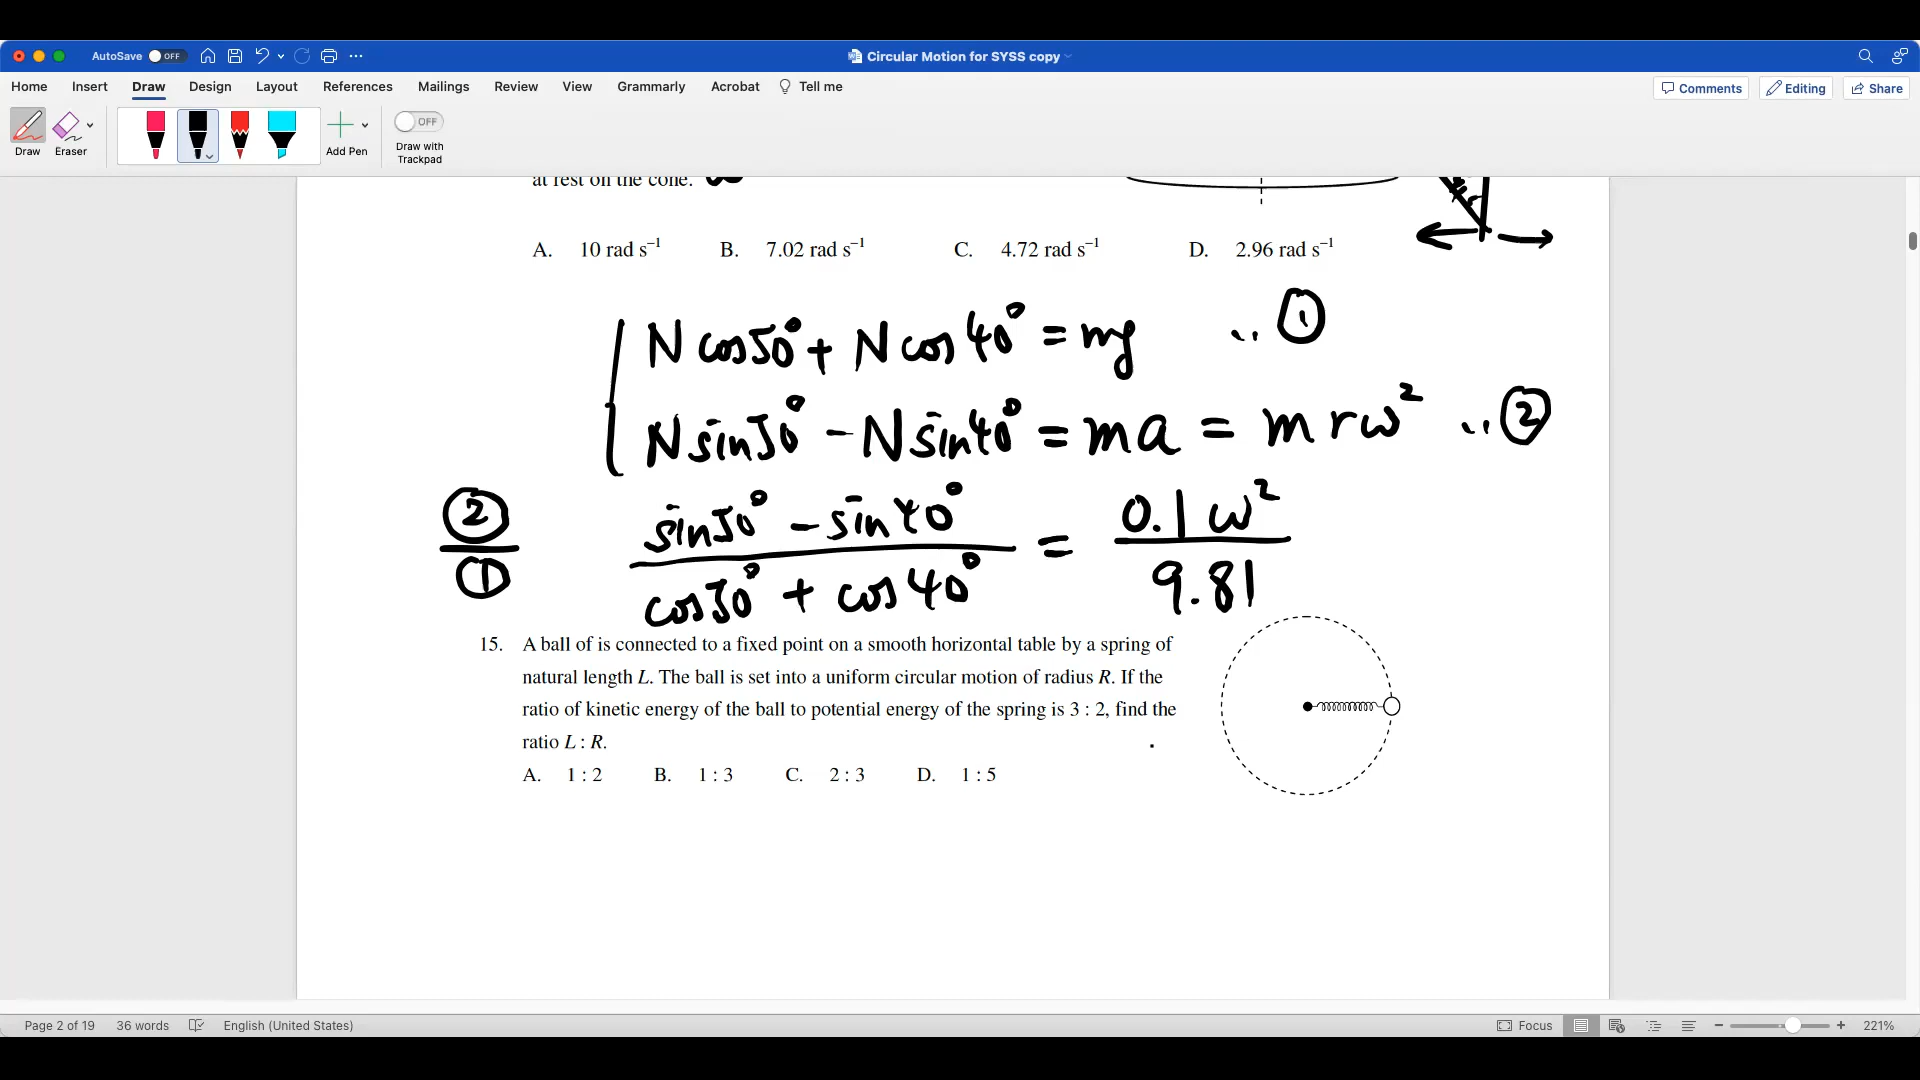 AutoSave OFF
Circular Motion for SYSS copy
Home Insert Draw Design Layout References Mailings Review View Grammarly Acrobat Tell me
Comments Editing Share
Draw Eraser Add Pen OFF Draw with Trackpad
at rest on the cone.
A. 10 rad s⁻¹ B. 7.02 rad s⁻¹ C. 4.72 rad s⁻¹ D. 2.96 rad s⁻¹
N cos50° + N cos40° = mg .. ①
N sin50° - N sin40° = ma = mrω² .. ②
②/① (sin50° - sin40°)/(cos50° + cos40°) = 0.1ω²/9.81
15. A ball of is connected to a fixed point on a smooth horizontal table by a spring of
natural length L. The ball is set into a uniform circular motion of radius R. If the
ratio of kinetic energy of the ball to potential energy of the spring is 3 : 2, find the
ratio L : R.
A. 1 : 2 B. 1 : 3 C. 2 : 3 D. 1 : 5
Page 2 of 19 36 words English (United States) Focus 221%